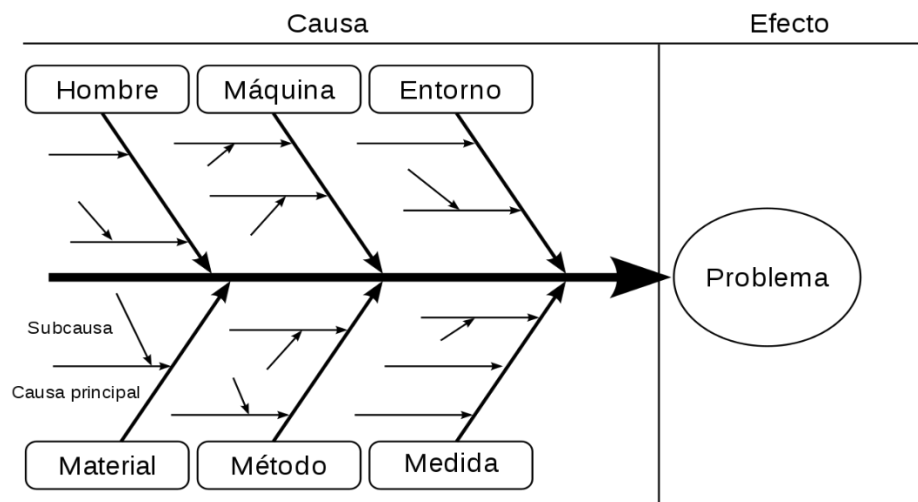 Causa
Efecto
Hombre
Máquina
Entorno
Problema
Subcausa
Causa principal
Material
Método
Medida